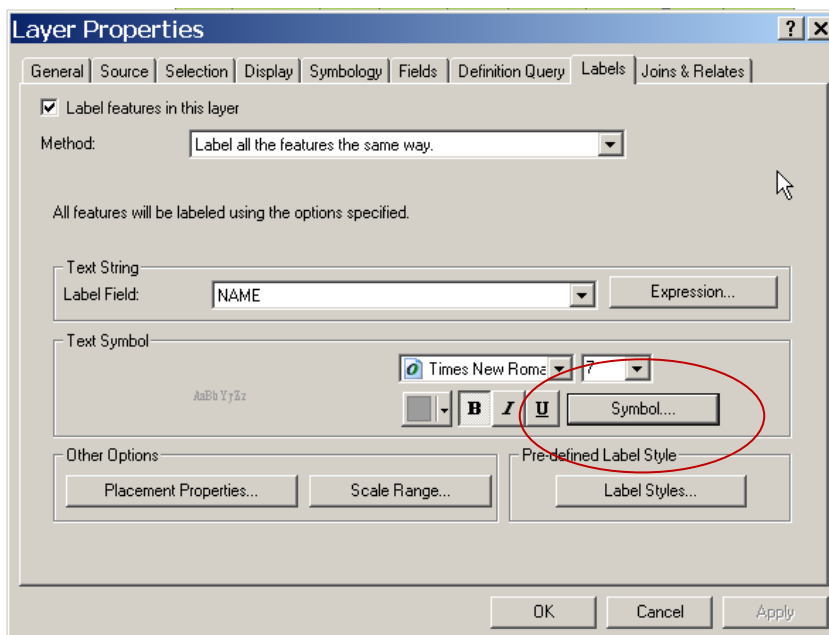 Layer Properties
General Source Selection Display Symbology Fields Definition Query Labels Joins & Relates
Label features in this layer
Method: Label all the features the same way.
All features will be labeled using the options specified.
Text String
Label Field: NAME Expression...
Text Symbol
Times New Roma 7
AaBbYyZz
B I U Symbol....
Other Options Pre-defined Label Style
Placement Properties... Scale Range... Label Styles...
OK Cancel Apply